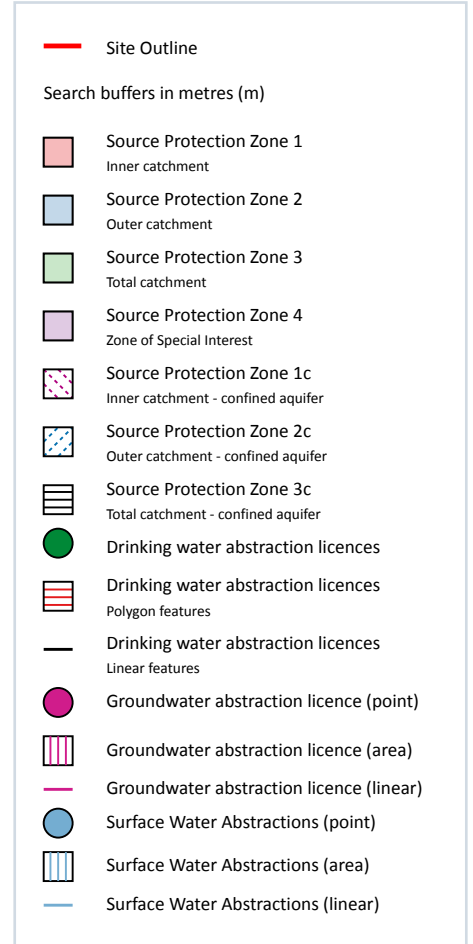 Site Outline
Search buffers in metres (m)
Source Protection Zone 1
Inner catchment
Source Protection Zone 2
Outer catchment
Source Protection Zone 3
Total catchment
Source Protection Zone 4
Zone of Special Interest
Source Protection Zone 1c
Inner catchment - confined aquifer
Source Protection Zone 2c
Outer catchment - confined aquifer
Source Protection Zone 3c
Total catchment - confined aquifer
Drinking water abstraction licences
Drinking water abstraction licences
Polygon features
Drinking water abstraction licences
Linear features
Groundwater abstraction licence (point)
Groundwater abstraction licence (area)
Groundwater abstraction licence (linear)
Surface Water Abstractions (point)
Surface Water Abstractions (area)
Surface Water Abstractions (linear)